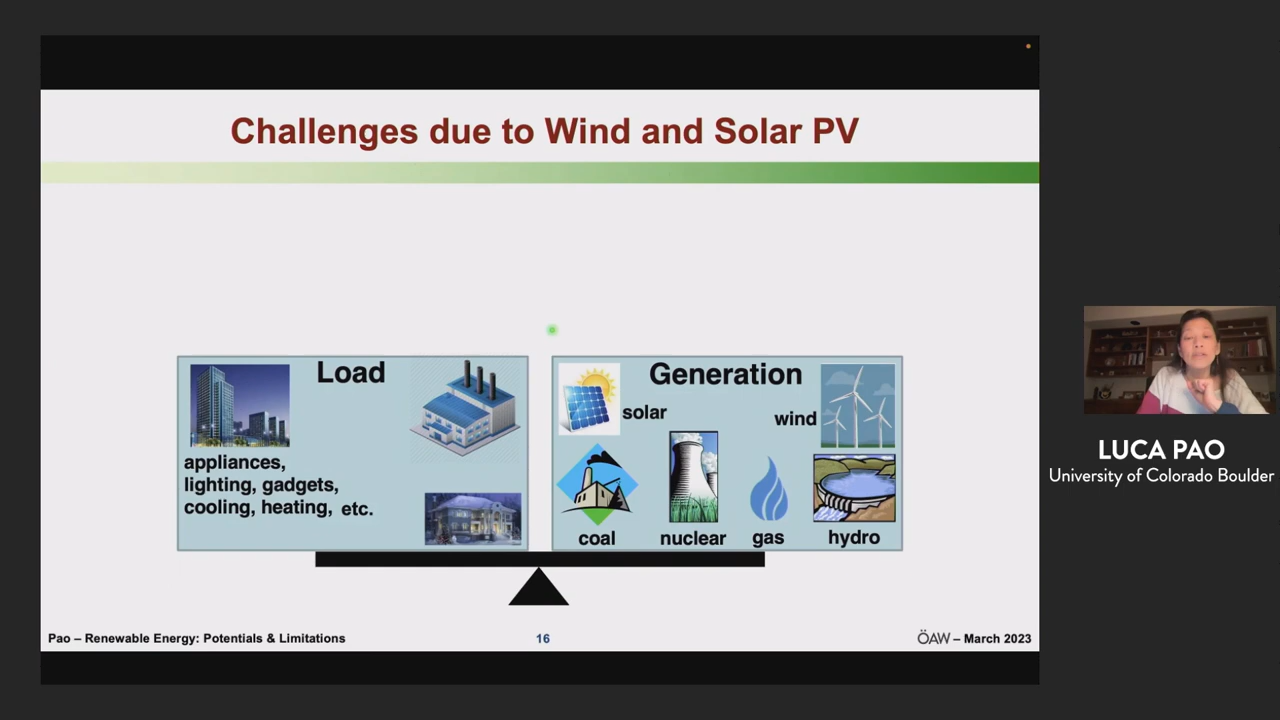 Challenges due to Wind and Solar PV
Load
appliances,
lighting, gadgets,
cooling, heating, etc.
Generation
solar
wind
coal
nuclear
gas
hydro
Pao – Renewable Energy: Potentials & Limitations
16
ÖAW – March 2023
LUCA PAO
University of Colorado Boulder